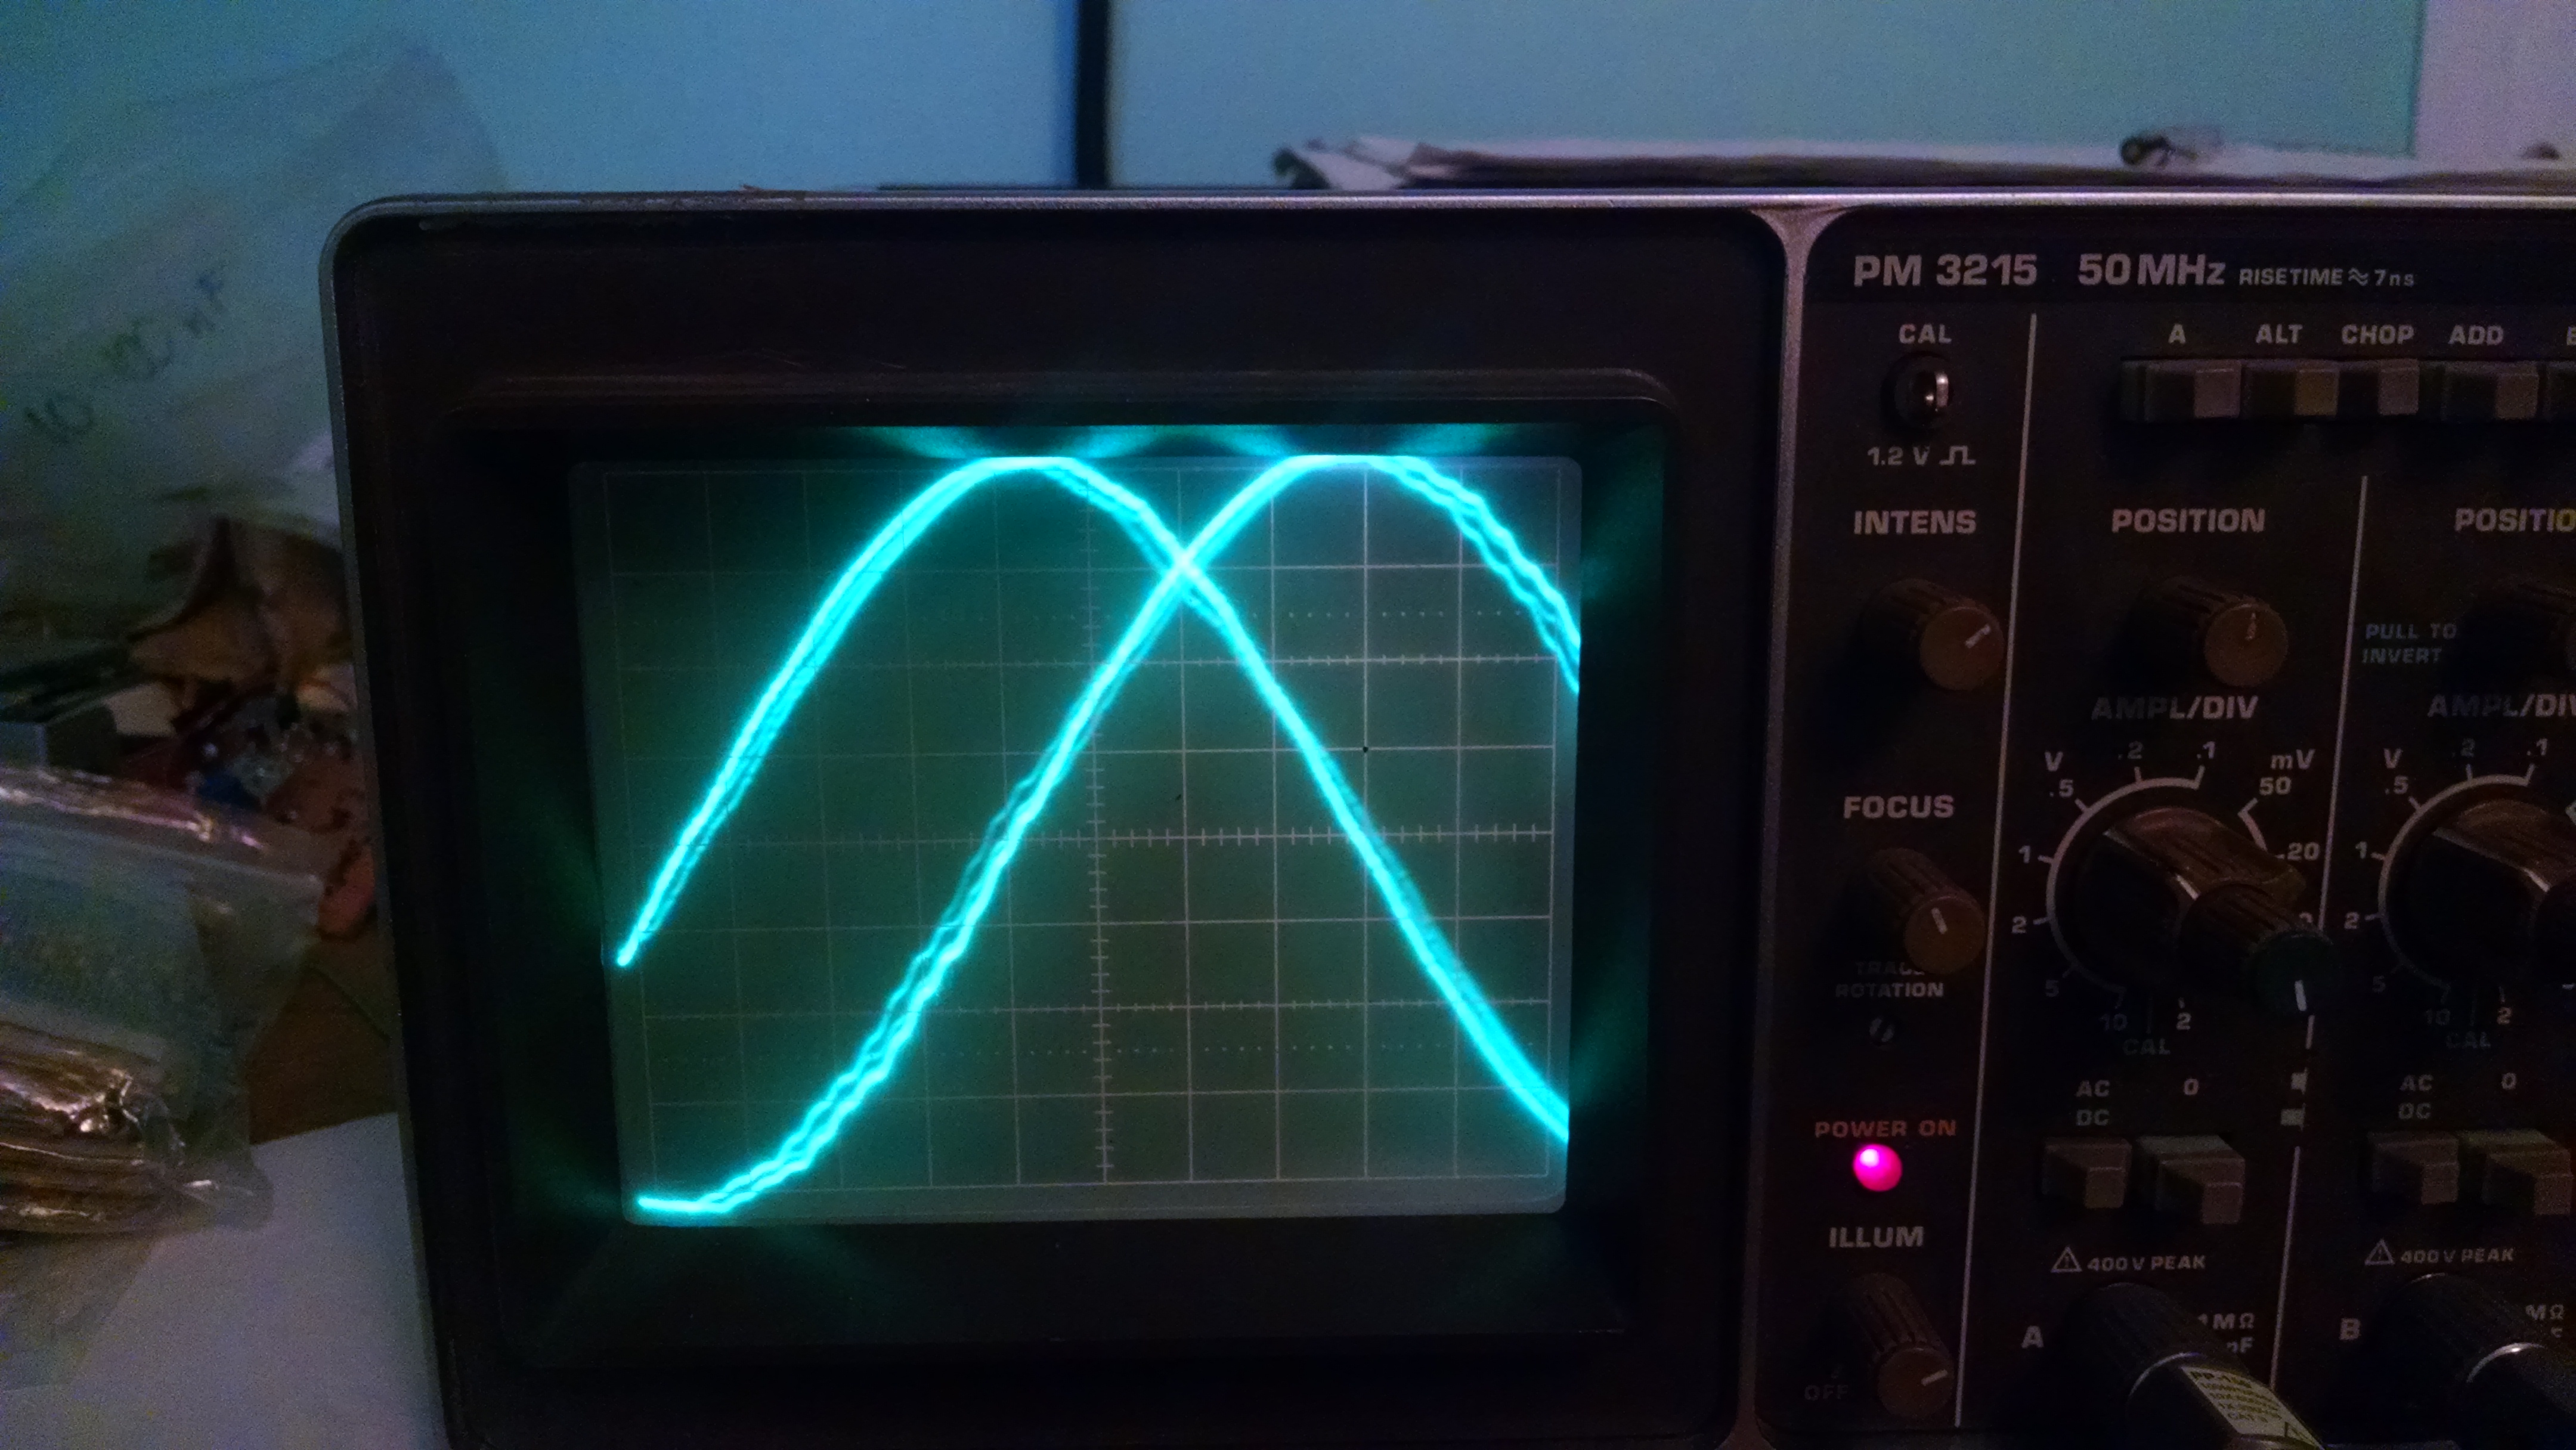 PM 3215 50 MHz RISETIME ≈ 7ns
CAL
A ALT CHOP ADD
1.2 V
INTENS
POSITION
POSITIO
PULL TO
INVERT
AMPL/DIV
AMPL/DIV
V .2 .1 mV
.5 50
1 20
2
5
10 2
CAL
V .2 .1
.5
1
2
5
10 2
CAL
FOCUS
TRACE
ROTATION
AC 0
DC
AC 0
DC
POWER ON
ILLUM
OFF
400 V PEAK
400 V PEAK
A
1 MΩ
pF
B
MΩ